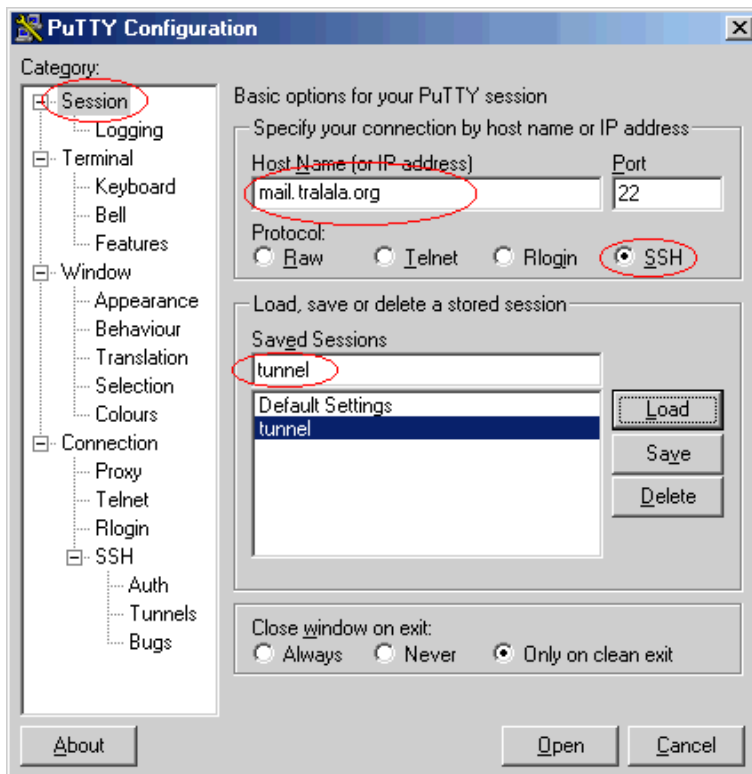 PuTTY Configuration
Category:
Session
Logging
Terminal
Keyboard
Bell
Features
Window
Appearance
Behaviour
Translation
Selection
Colours
Connection
Proxy
Telnet
Rlogin
SSH
Auth
Tunnels
Bugs
Basic options for your PuTTY session
Specify your connection by host name or IP address
Host Name (or IP address) Port
mail.tralala.org 22
Protocol:
Raw Telnet Rlogin SSH
Load, save or delete a stored session
Saved Sessions
tunnel
Default Settings
tunnel
Load
Save
Delete
Close window on exit:
Always Never Only on clean exit
About Open Cancel